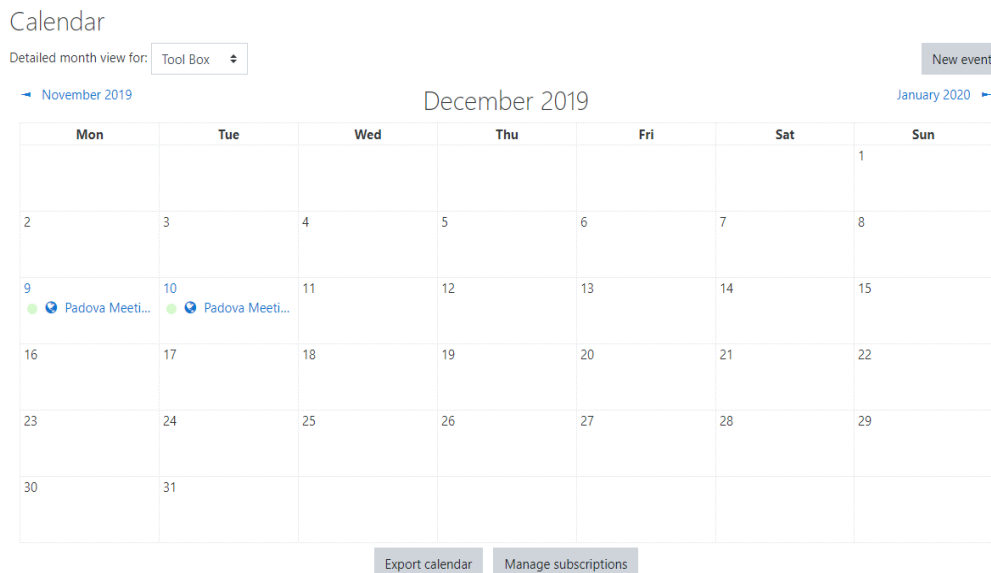 Calendar
Detailed month view for: Tool Box
New event
◄ November 2019
December 2019
January 2020 ►
Mon Tue Wed Thu Fri Sat Sun
1
2 3 4 5 6 7 8
9 10 11 12 13 14 15
Padova Meeti... Padova Meeti...
16 17 18 19 20 21 22
23 24 25 26 27 28 29
30 31
Export calendar Manage subscriptions